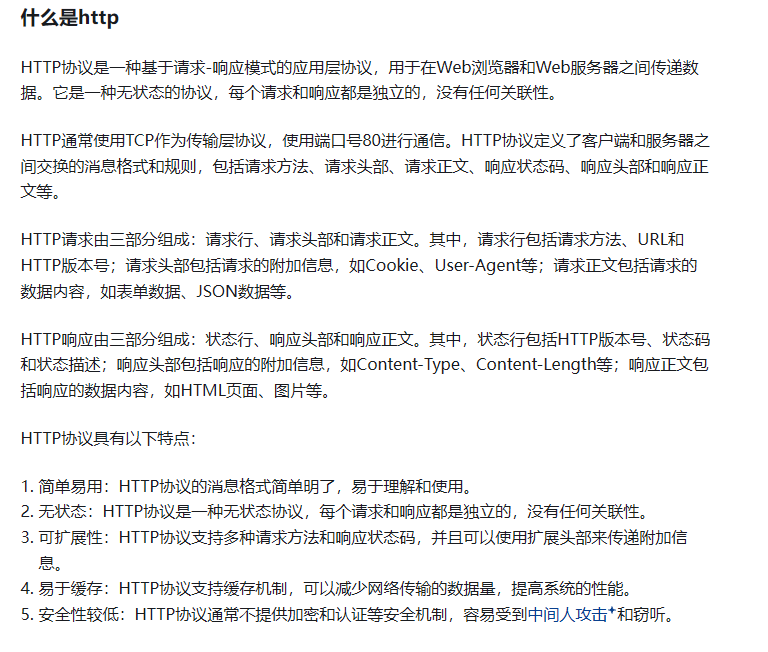 什么是http
HTTP协议是一种基于请求-响应模式的应用层协议，用于在Web浏览器和Web服务器之间传递数
据。它是一种无状态的协议，每个请求和响应都是独立的，没有任何关联性。
HTTP通常使用TCP作为传输层协议，使用端口号80进行通信。HTTP协议定义了客户端和服务器之
间交换的消息格式和规则，包括请求方法、请求头部、请求正文、响应状态码、响应头部和响应正
文等。
HTTP请求由三部分组成：请求行、请求头部和请求正文。其中，请求行包括请求方法、URL和
HTTP版本号；请求头部包括请求的附加信息，如Cookie、User-Agent等；请求正文包括请求的
数据内容，如表单数据、JSON数据等。
HTTP响应由三部分组成：状态行、响应头部和响应正文。其中，状态行包括HTTP版本号、状态码
和状态描述；响应头部包括响应的附加信息，如Content-Type、Content-Length等；响应正文包
括响应的数据内容，如HTML页面、图片等。
HTTP协议具有以下特点：
1. 简单易用：HTTP协议的消息格式简单明了，易于理解和使用。
2. 无状态：HTTP协议是一种无状态协议，每个请求和响应都是独立的，没有任何关联性。
3. 可扩展性：HTTP协议支持多种请求方法和响应状态码，并且可以使用扩展头部来传递附加信
息。
4. 易于缓存：HTTP协议支持缓存机制，可以减少网络传输的数据量，提高系统的性能。
5. 安全性较低：HTTP协议通常不提供加密和认证等安全机制，容易受到中间人攻击和窃听。